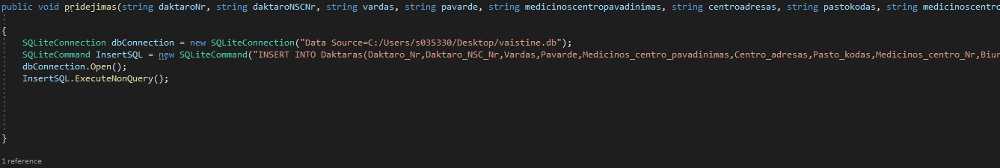 public void pridejimas(string daktaroNr, string daktaroNSCNr, string vardas, string pavarde, string medicinoscentropavadinimas, string centroadresas, string pastokodas, string medicinoscentro
{
SQLiteConnection dbConnection = new SQLiteConnection("Data Source=C:/Users/s035330/Desktop/vaistine.db");
SQLiteCommand InsertSQL = new SQLiteCommand("INSERT INTO Daktaras(Daktaro_Nr,Daktaro_NSC_Nr,Vardas,Pavarde,Medicinos_centro_pavadinimas,Centro_adresas,Pasto_kodas,Medicinos_centro_Nr,Biur
dbConnection.Open();
InsertSQL.ExecuteNonQuery();
}
1 reference